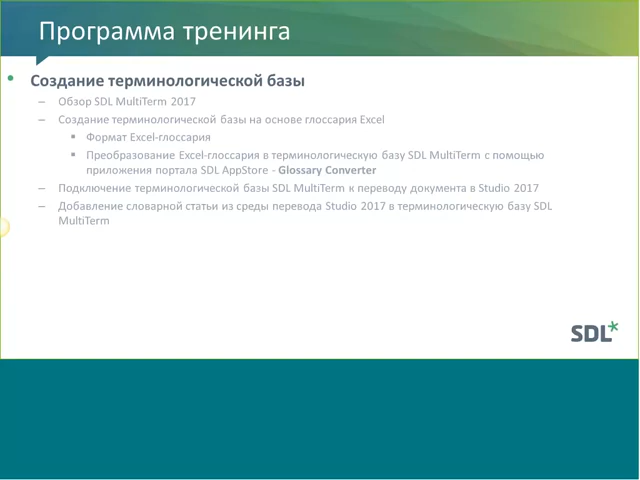 Программа тренинга
• Создание терминологической базы
– Обзор SDL MultiTerm 2017
– Создание терминологической базы на основе глоссария Excel
▪ Формат Excel-глоссария
▪ Преобразование Excel-глоссария в терминологическую базу SDL MultiTerm с помощью
приложения портала SDL AppStore - Glossary Converter
– Подключение терминологической базы SDL MultiTerm к переводу документа в Studio 2017
– Добавление словарной статьи из среды перевода Studio 2017 в терминологическую базу SDL
MultiTerm
SDL*